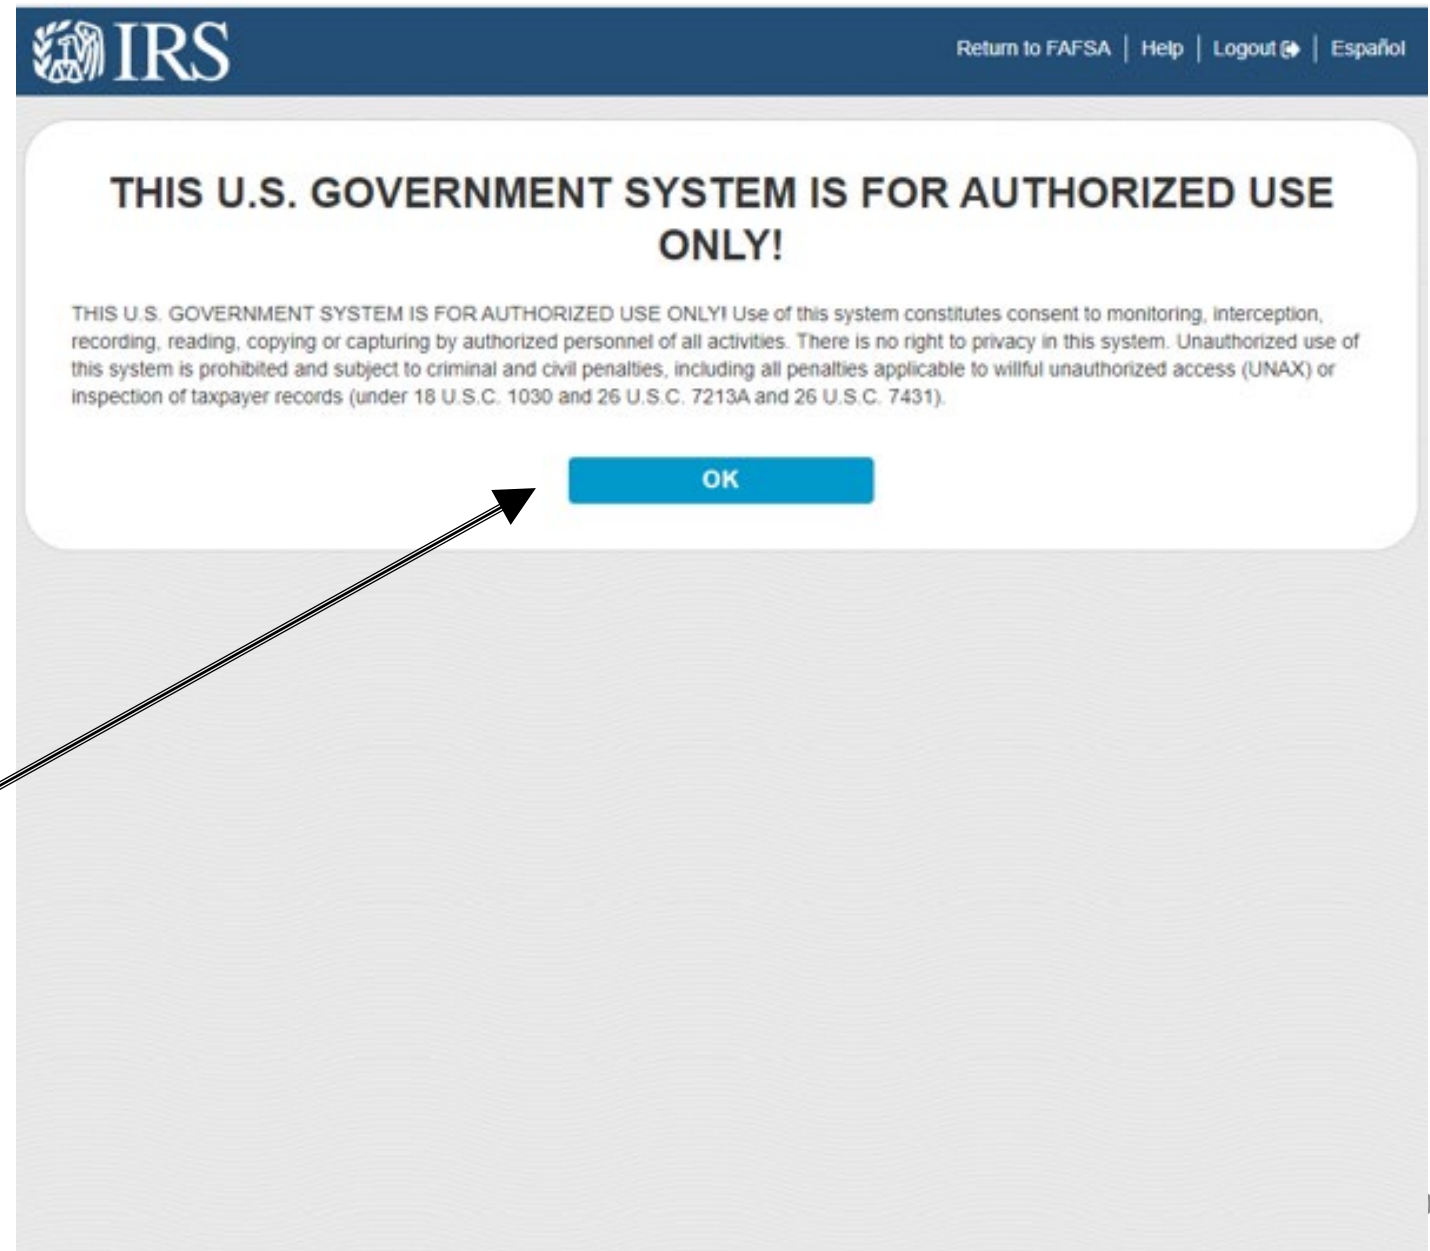 IRS
Return to FAFSA | Help | Logout | Español
THIS U.S. GOVERNMENT SYSTEM IS FOR AUTHORIZED USE
ONLY!
THIS U.S. GOVERNMENT SYSTEM IS FOR AUTHORIZED USE ONLY! Use of this system constitutes consent to monitoring, interception,
recording, reading, copying or capturing by authorized personnel of all activities. There is no right to privacy in this system. Unauthorized use of
this system is prohibited and subject to criminal and civil penalties, including all penalties applicable to willful unauthorized access (UNAX) or
inspection of taxpayer records (under 18 U.S.C. 1030 and 26 U.S.C. 7213A and 26 U.S.C. 7431).
OK